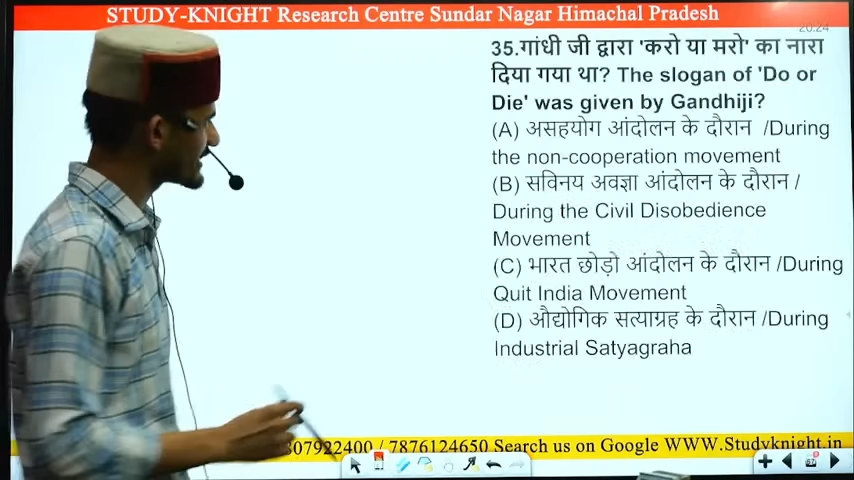 STUDY-KNIGHT Research Centre Sundar Nagar Himachal Pradesh
20:24
35.गांधी जी द्वारा 'करो या मरो' का नारा
दिया गया था? The slogan of 'Do or
Die' was given by Gandhiji?
(A) असहयोग आंदोलन के दौरान /During
the non-cooperation movement
(B) सविनय अवज्ञा आंदोलन के दौरान /
During the Civil Disobedience
Movement
(C) भारत छोड़ो आंदोलन के दौरान /During
Quit India Movement
(D) औद्योगिक सत्याग्रह के दौरान /During
Industrial Satyagraha
807922400 / 7876124650 Search us on Google WWW.Studyknight.in